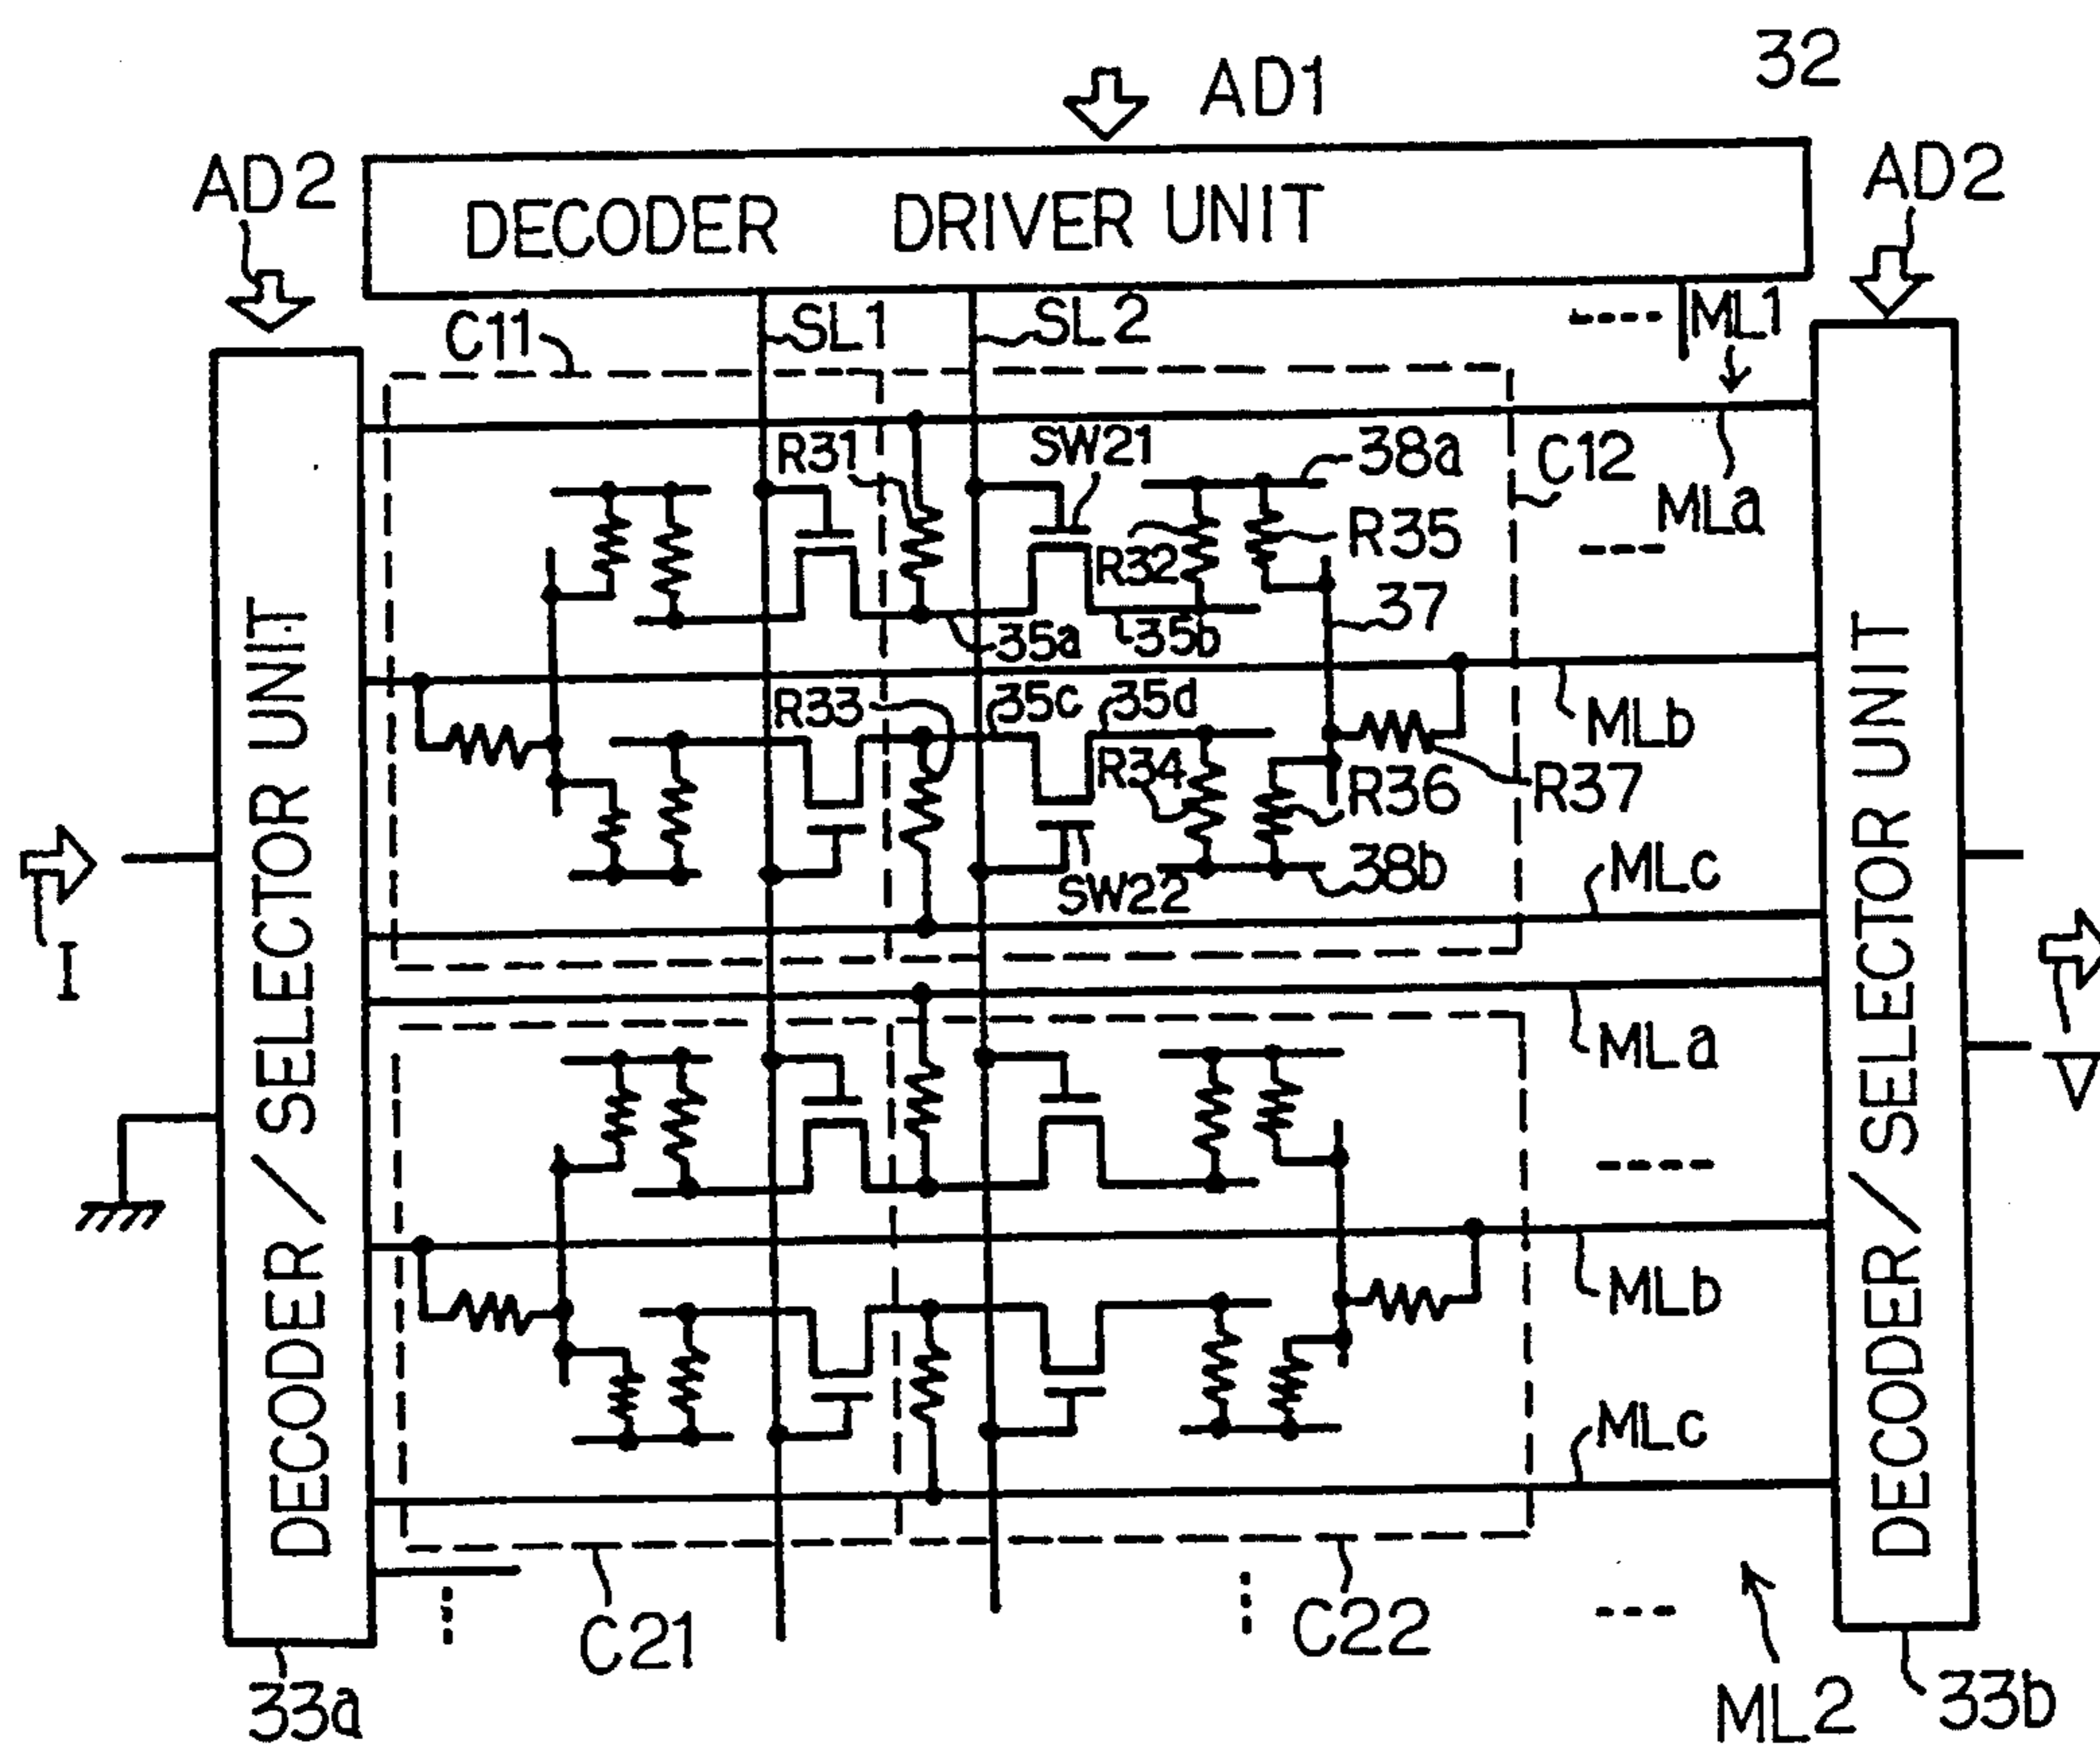 32
AD1
AD2
AD2
DECODER DRIVER UNIT
C11
SL1
SL2
ML1
R31
SW21
38a
C12
MLa
R32
R35
35a
35b
37
R33
35c
35d
MLb
R34
R36
R37
SW22
38b
MLc
I
V
DECODER/SELECTOR UNIT
DECODER/SELECTOR UNIT
MLa
MLb
MLc
C21
C22
33a
ML2
33b